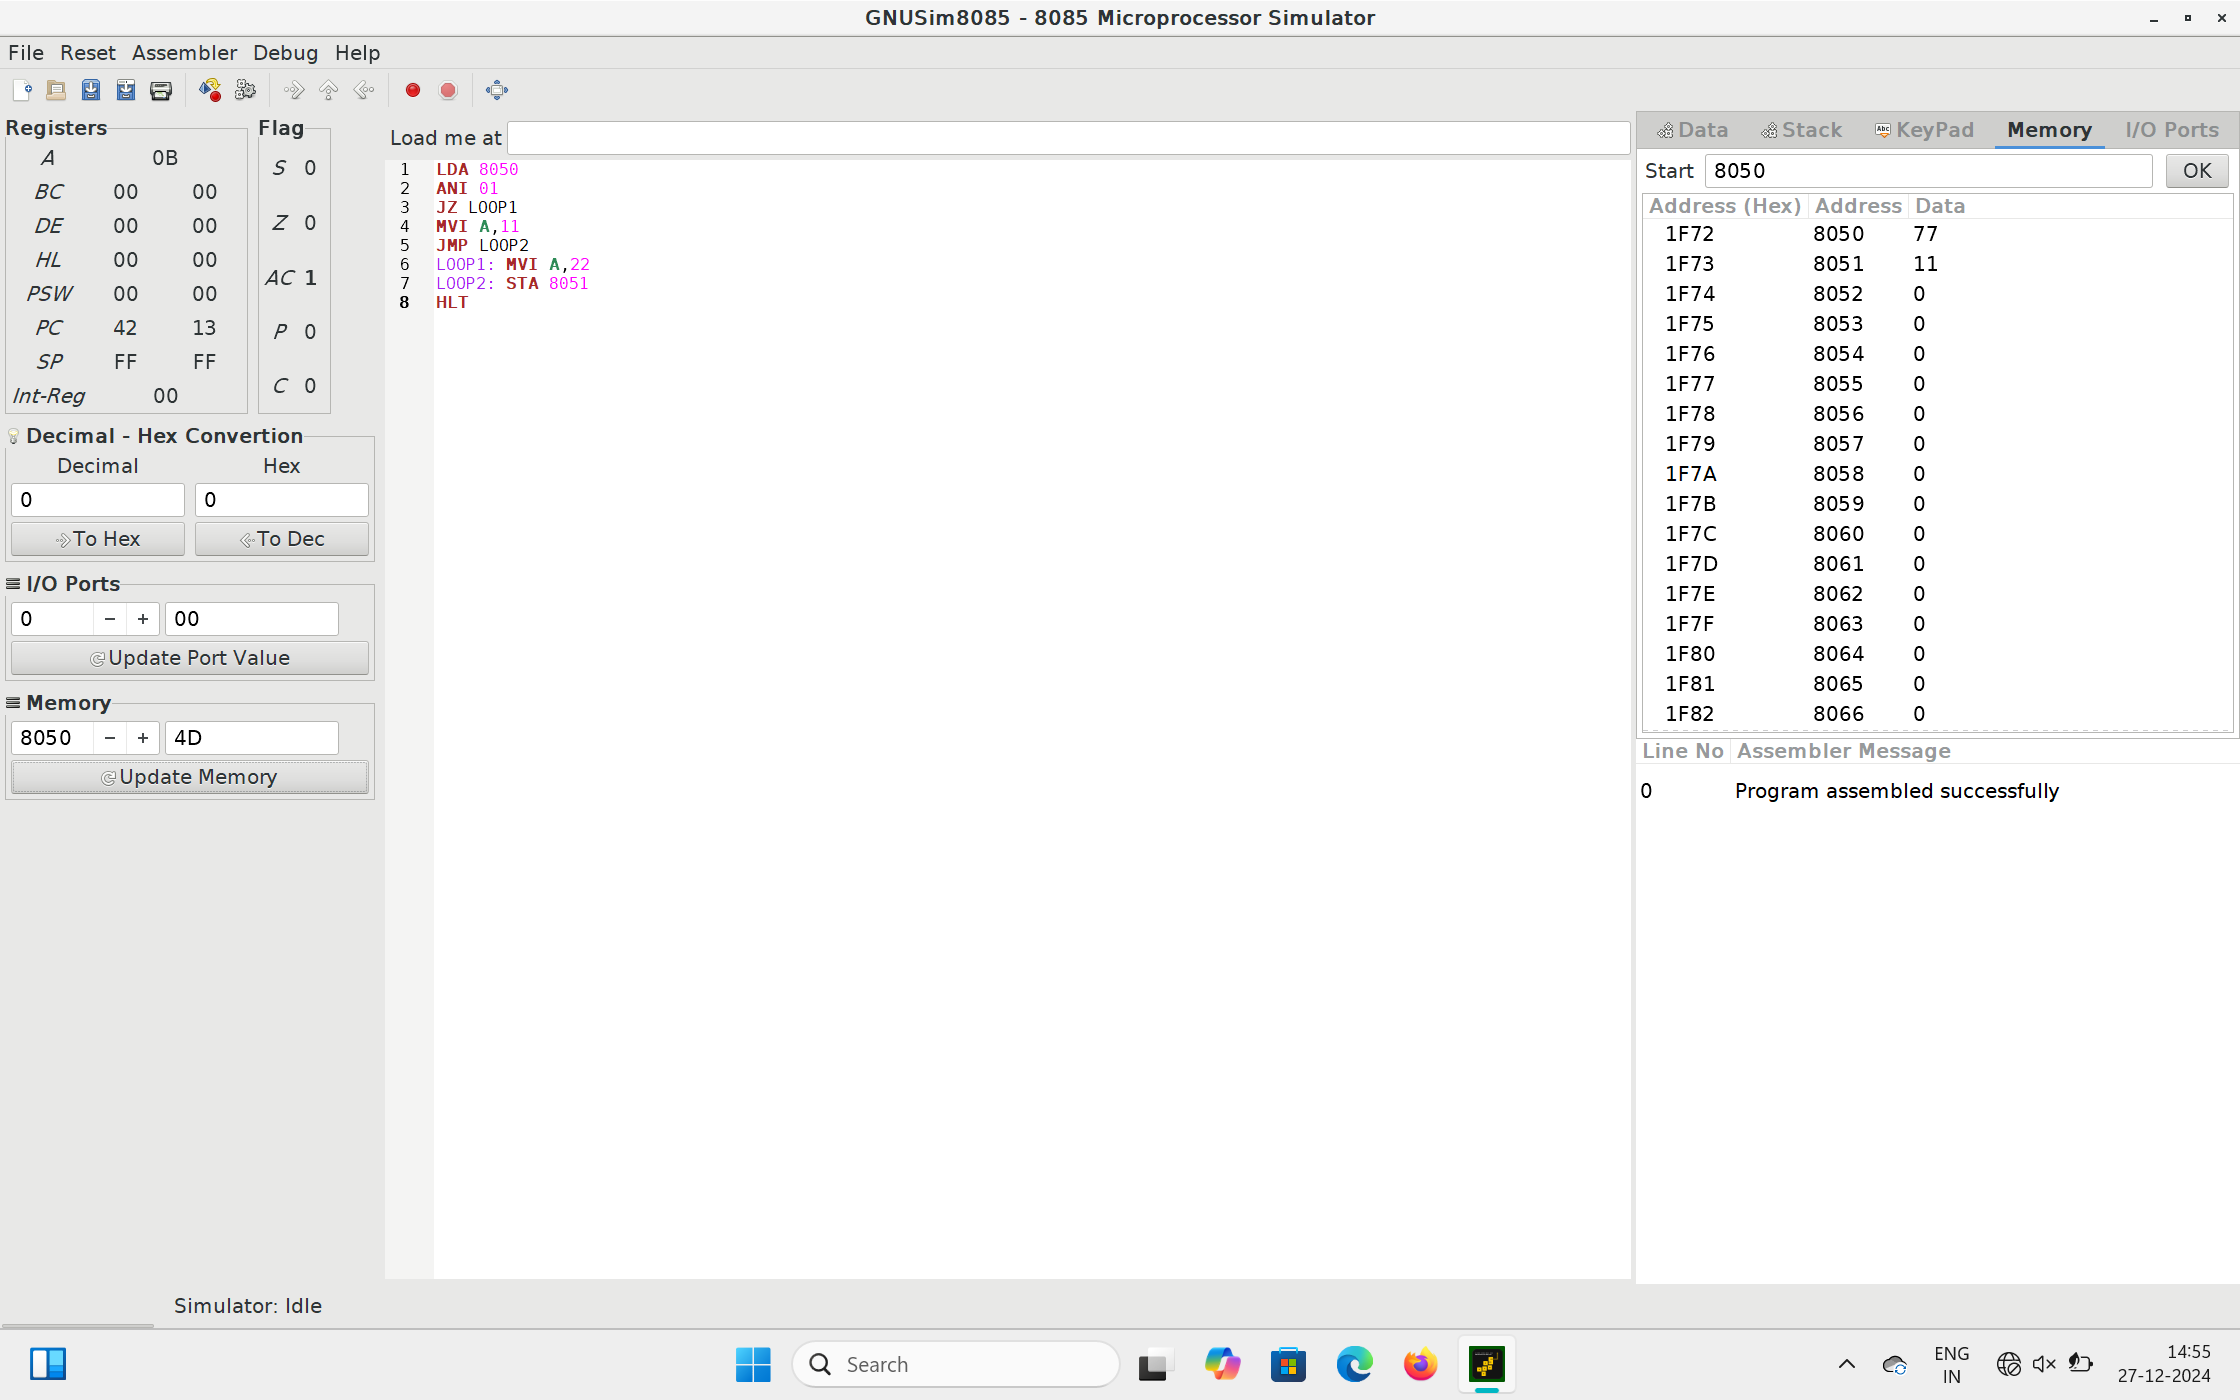 GNUSim8085 - 8085 Microprocessor Simulator
File Reset Assembler Debug Help
Registers
A 0B
BC 00 00
DE 00 00
HL 00 00
PSW 00 00
PC 42 13
SP FF FF
Int-Reg 00
Flag
S 0
Z 0
AC 1
P 0
C 0
Decimal - Hex Convertion
Decimal Hex
0 0
To Hex To Dec
I/O Ports
0 − + 00
Update Port Value
Memory
8050 − + 4D
Update Memory
Load me at
1 LDA 8050
2 ANI 01
3 JZ LOOP1
4 MVI A,11
5 JMP LOOP2
6 LOOP1: MVI A,22
7 LOOP2: STA 8051
8 HLT
Data Stack Abc KeyPad Memory I/O Ports
Start 8050 OK
Address (Hex) Address Data
1F72 8050 77
1F73 8051 11
1F74 8052 0
1F75 8053 0
1F76 8054 0
1F77 8055 0
1F78 8056 0
1F79 8057 0
1F7A 8058 0
1F7B 8059 0
1F7C 8060 0
1F7D 8061 0
1F7E 8062 0
1F7F 8063 0
1F80 8064 0
1F81 8065 0
1F82 8066 0
Line No Assembler Message
0 Program assembled successfully
Simulator: Idle
Search
ENG
IN
14:55
27-12-2024